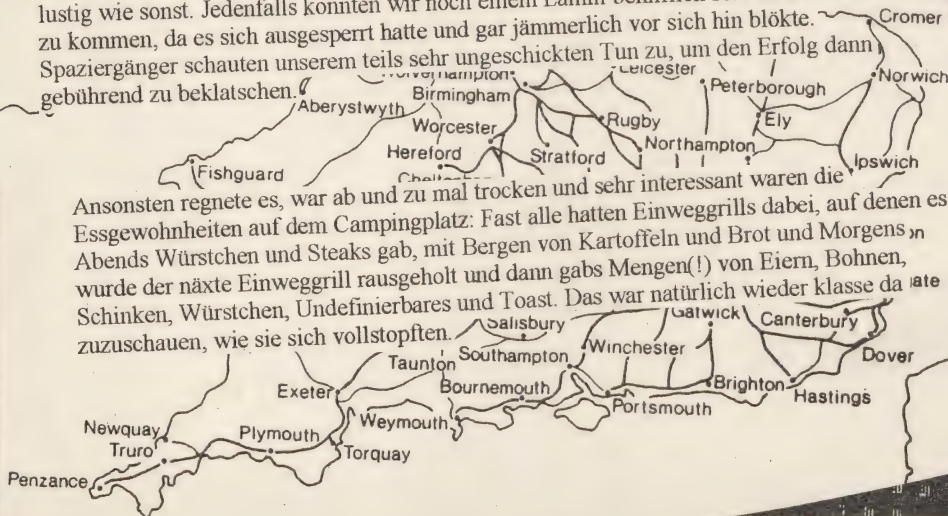 lustig wie sonst. Jedenfalls konnten wir noch einem Lamm
zu kommen, da es sich ausgesperrt hatte und gar jämmerlich vor sich hin blökte.
Cromer
Spaziergänger schauten unserem teils sehr ungeschickten Tun zu, um den Erfolg dann
gebührend zu beklatschen.
Leicester
Norwich
Birmingham
Peterborough
Aberystwyth
Worcester
Rugby
Ely
Hereford
Stratford
Northampton
Ipswich
Fishguard
Ansonsten regnete es, war ab und zu mal trocken und sehr interessant waren die
Essgewohnheiten auf dem Campingplatz: Fast alle hatten Einweggrills dabei, auf denen es
Abends Würstchen und Steaks gab, mit Bergen von Kartoffeln und Brot und Morgens
wurde der näxte Einweggrill rausgeholt und dann gabs Mengen(!) von Eiern, Bohnen,
Schinken, Würstchen, Undefinierbares und Toast. Das war natürlich wieder klasse da
zuzuschauen, wie sie sich vollstopften.
Salisbury
Gatwick
Canterbury
Taunton
Southampton
Winchester
Dover
Exeter
Bournemouth
Brighton
Hastings
Portsmouth
Newquay
Plymouth
Weymouth
Truro
Torquay
Penzance